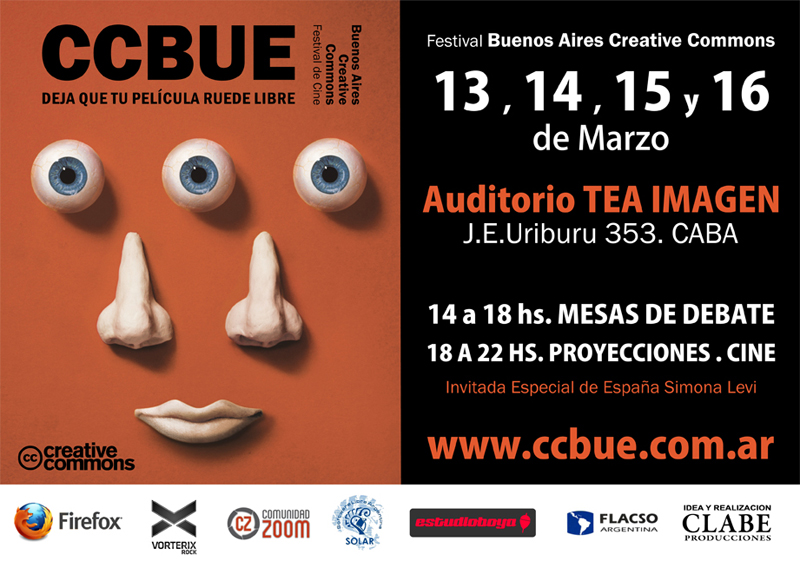 CCBUE
DEJA QUE TU PELÍCULA RUEDE LIBRE
Buenos Aires
Creative
Commons
Festival de Cine
cc creative
commons
Festival Buenos Aires Creative Commons
13 , 14 , 15 y 16
de Marzo
Auditorio TEA IMAGEN
J.E.Uriburu 353. CABA
14 a 18 hs. MESAS DE DEBATE
18 A 22 HS. PROYECCIONES . CINE
Invitada Especial de España Simona Levi
www.ccbue.com.ar
Firefox
VORTERIX
ROCK
CZ COMUNIDAD
ZOOM
SOLAR
estudioboya
FLACSO
ARGENTINA
IDEA Y REALIZACION
CLABE
PRODUCCIONES